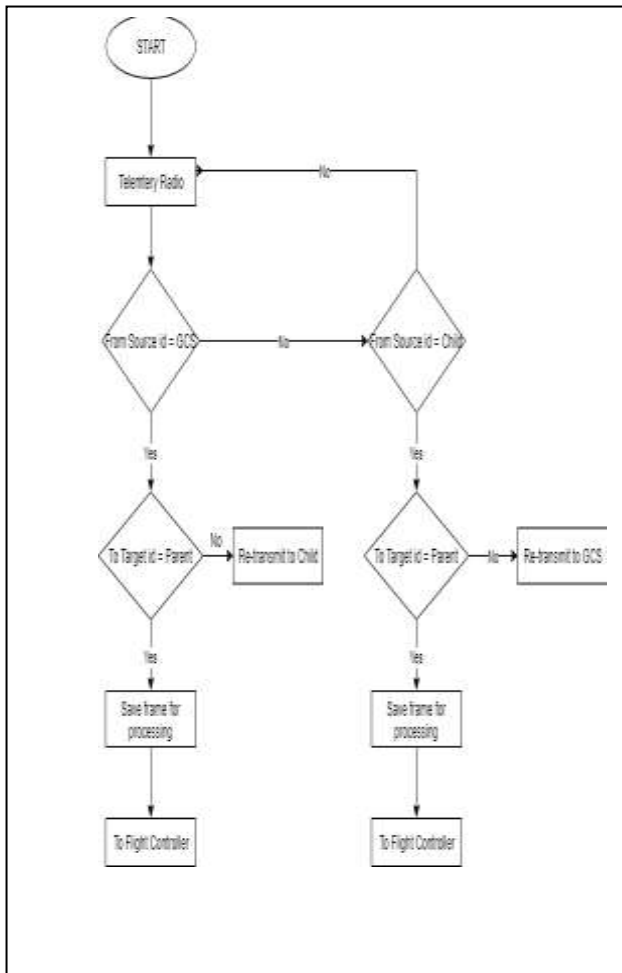 START
Telemtery Radio
No
From Source id = GCS
No
From Source id = Child
Yes
Yes
To Target id = Parent
No
Re-transmit to Child
To Target id = Parent
No
Re-transmit to GCS
Yes
Yes
Save frame for
processing
Save frame for
processing
To Flight Controller
To Flight Controller